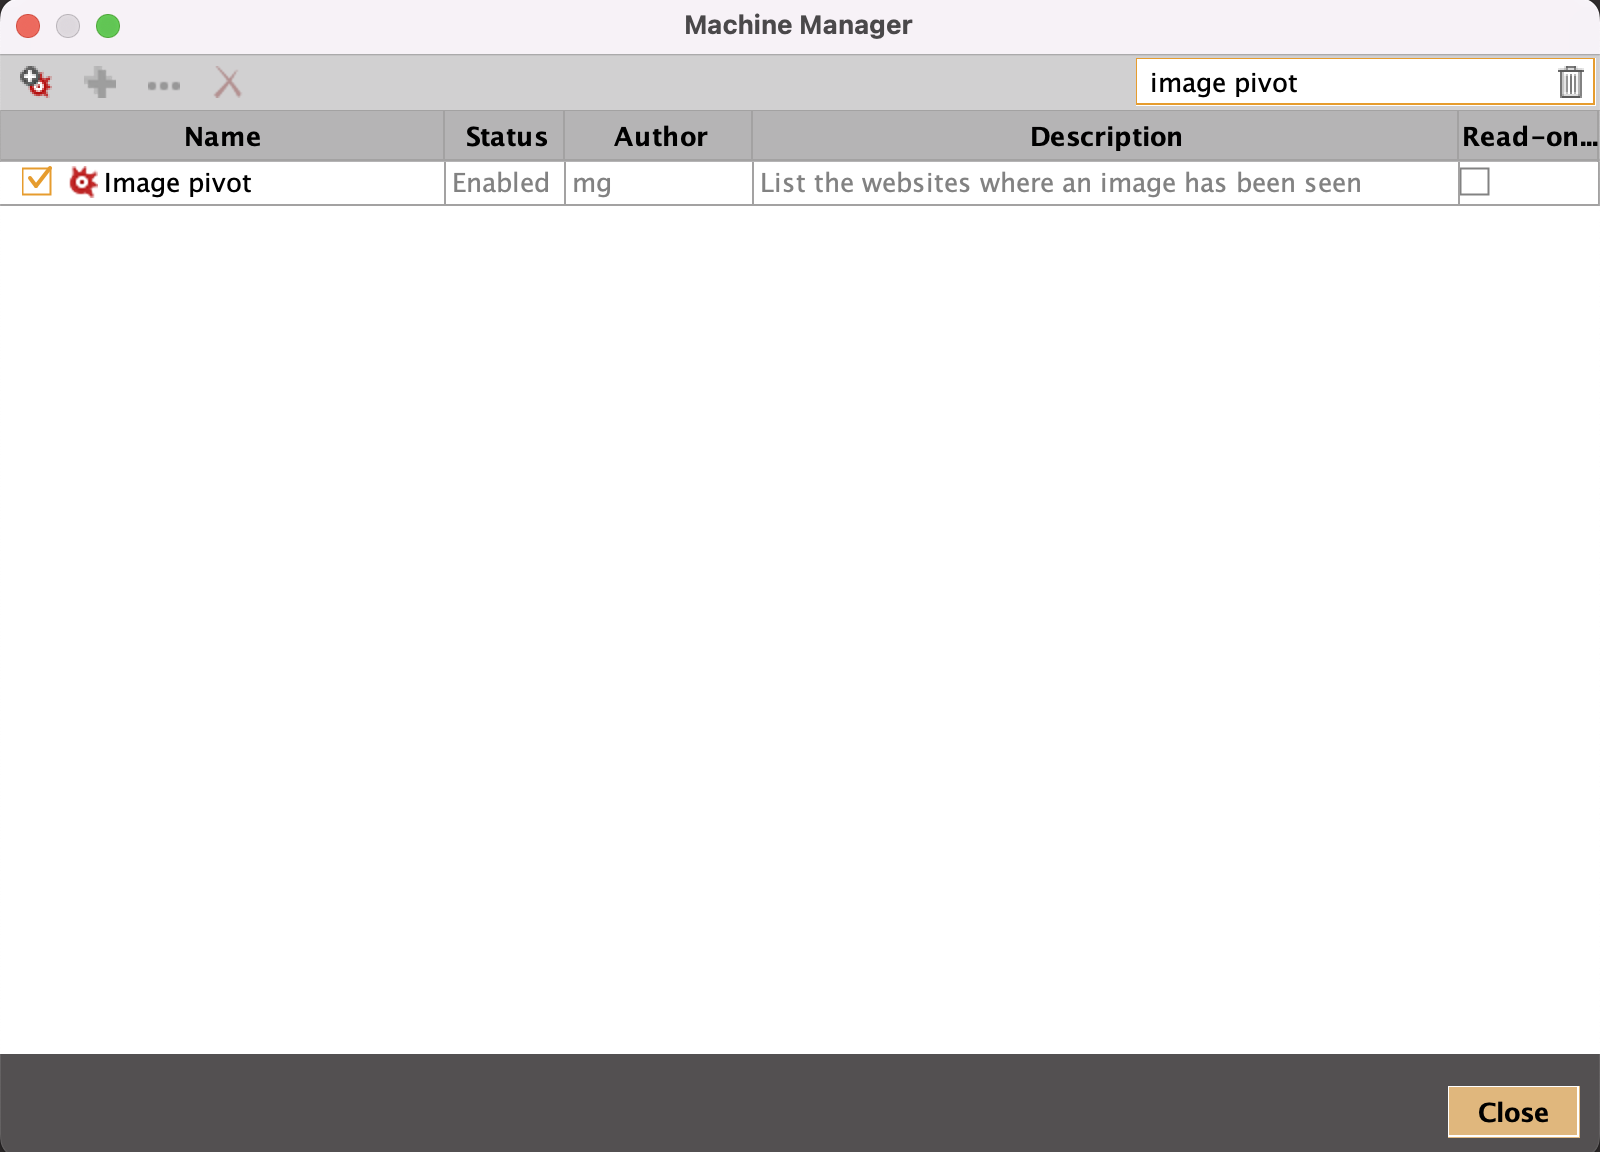 Machine Manager
image pivot
Name Status Author Description Read-on...
Image pivot Enabled mg List the websites where an image has been seen
Close